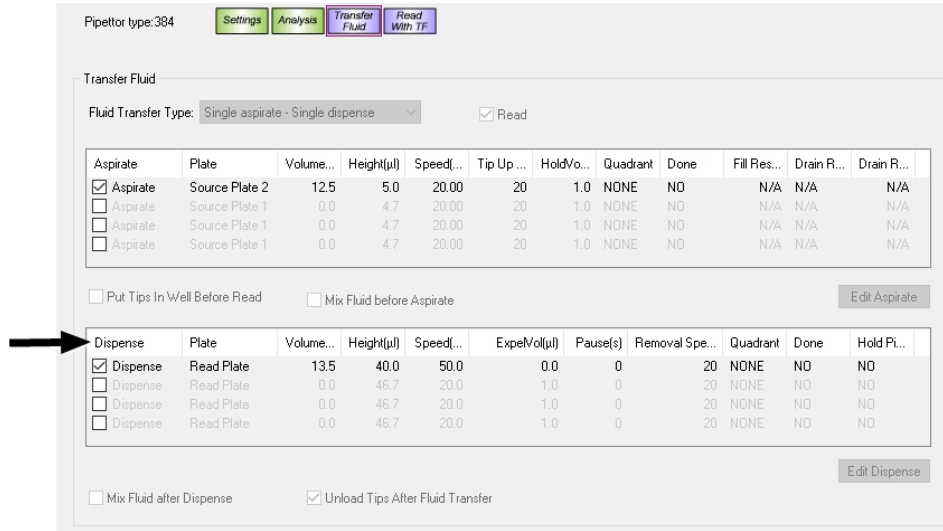 Pipettor type:384 Settings Analysis Transfer Fluid Read With TF
Transfer Fluid
Fluid Transfer Type: Single aspirate - Single dispense Read
Aspirate Plate Volume... Height(µl) Speed(... Tip Up ... HoldVo... Quadrant Done Fill Res... Drain R... Drain R...
Aspirate Source Plate 2 12.5 5.0 20.00 20 1.0 NONE NO N/A N/A N/A
Aspirate Source Plate 1 0.0 4.7 20.00 20 1.0 NONE NO N/A N/A N/A
Aspirate Source Plate 1 0.0 4.7 20.00 20 1.0 NONE NO N/A N/A N/A
Aspirate Source Plate 1 0.0 4.7 20.00 20 1.0 NONE NO N/A N/A N/A
Put Tips In Well Before Read Mix Fluid before Aspirate Edit Aspirate
Dispense Plate Volume... Height(µl) Speed(... ExpelVol(µl) Pause(s) Removal Spe... Quadrant Done Hold Pi...
Dispense Read Plate 13.5 40.0 50.0 0.0 0 20 NONE NO NO
Dispense Read Plate 0.0 46.7 20.0 1.0 0 20 NONE NO NO
Dispense Read Plate 0.0 46.7 20.0 1.0 0 20 NONE NO NO
Dispense Read Plate 0.0 46.7 20.0 1.0 0 20 NONE NO NO
Edit Dispense
Mix Fluid after Dispense Unload Tips After Fluid Transfer